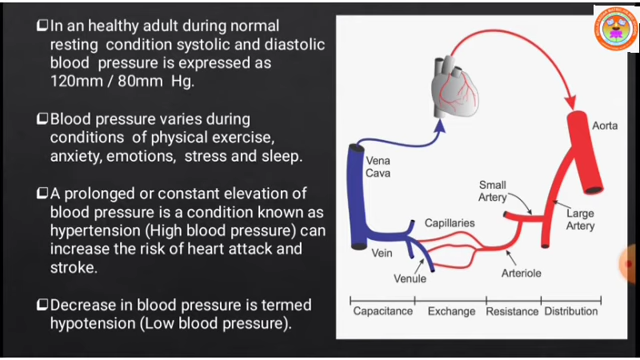 ❑In an healthy adult during normal
resting condition systolic and diastolic
blood pressure is expressed as
120mm / 80mm Hg.
❑Blood pressure varies during
conditions of physical exercise,
anxiety, emotions, stress and sleep.
❑A prolonged or constant elevation of
blood pressure is a condition known as
hypertension (High blood pressure) can
increase the risk of heart attack and
stroke.
❑Decrease in blood pressure is termed
hypotension (Low blood pressure).
Aorta
Vena
Cava
Small
Artery
Capillaries
Large
Artery
Vein
Venule
Arteriole
Capacitance Exchange Resistance Distribution